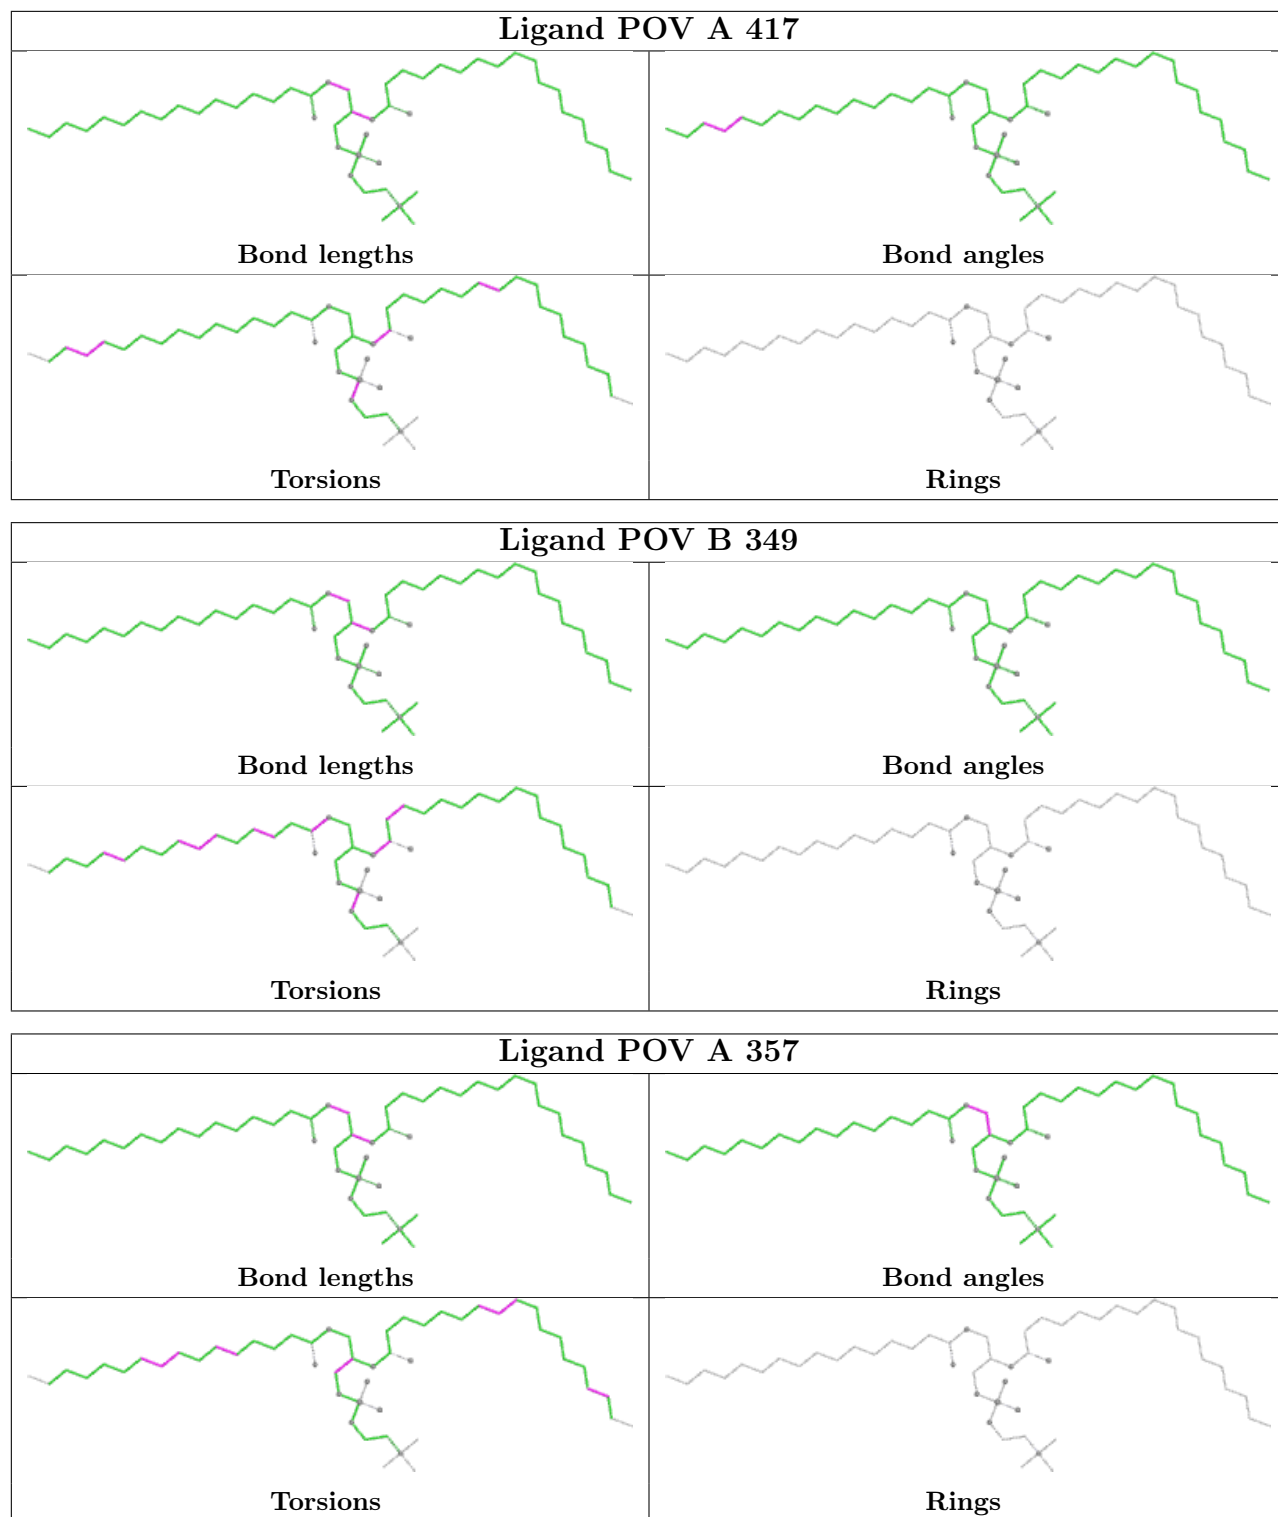 Ligand POV A 417
Bond lengths
Bond angles
Torsions
Rings
Ligand POV B 349
Bond lengths
Bond angles
Torsions
Rings
Ligand POV A 357
Bond lengths
Bond angles
Torsions
Rings